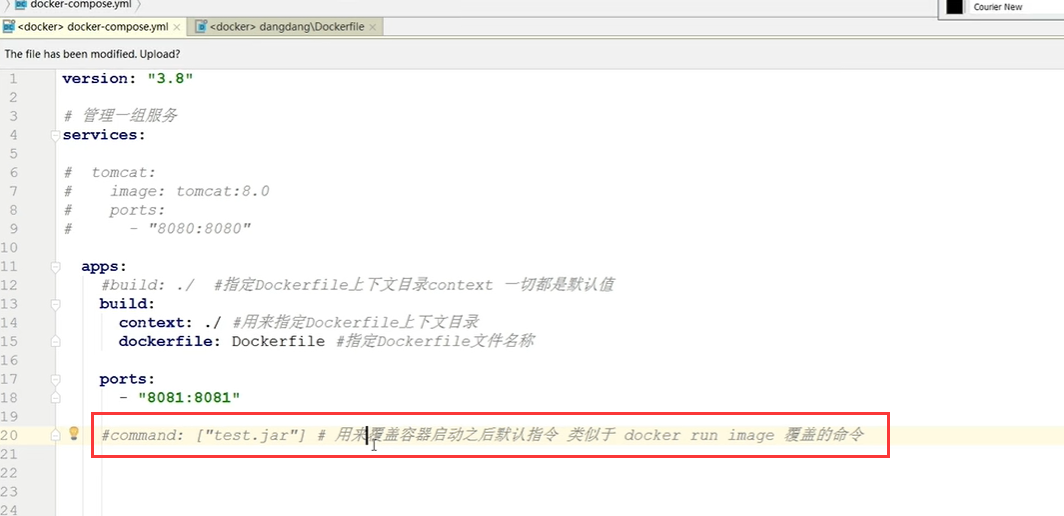 docker-compose.yml
Courier New
<docker> docker-compose.yml
<docker> dangdang\Dockerfile
The file has been modified. Upload?
1 version: "3.8"
2
3 # 管理一组服务
4 services:
5
6 # tomcat:
7 # image: tomcat:8.0
8 # ports:
9 # - "8080:8080"
10
11 apps:
12 #build: ./ #指定Dockerfile上下文目录context 一切都是默认值
13 build:
14 context: ./ #用来指定Dockerfile上下文目录
15 dockerfile: Dockerfile #指定Dockerfile文件名称
16
17 ports:
18 - "8081:8081"
19
20 #command: ["test.jar"] # 用来覆盖容器启动之后默认指令 类似于 docker run image 覆盖的命令
21
22
23
24